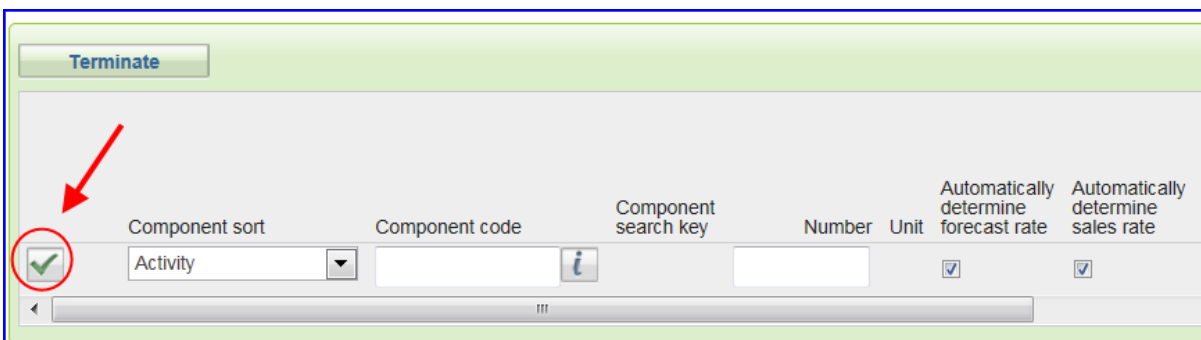 Terminate
Component sort
Component code
Component
search key
Number
Unit
Automatically
determine
forecast rate
Automatically
determine
sales rate
Activity
i